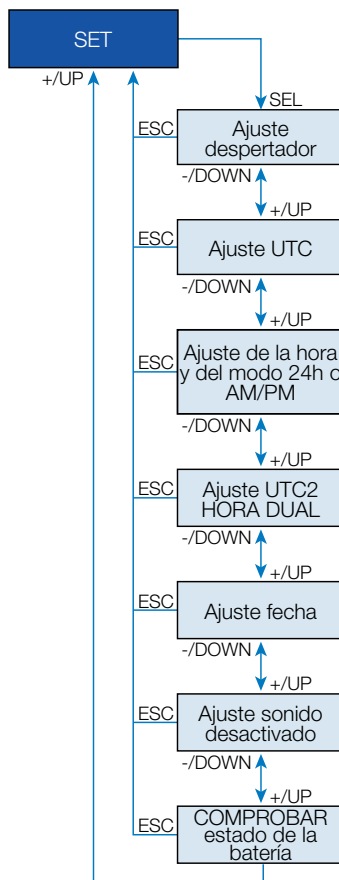 SET
+/UP
SEL
ESC
Ajuste
despertador
-/DOWN
+/UP
ESC
Ajuste UTC
-/DOWN
+/UP
ESC
Ajuste de la hora
y del modo 24h o
AM/PM
-/DOWN
+/UP
ESC
Ajuste UTC2
HORA DUAL
-/DOWN
+/UP
ESC
Ajuste fecha
-/DOWN
+/UP
ESC
Ajuste sonido
desactivado
-/DOWN
+/UP
ESC
COMPROBAR
estado de la
batería